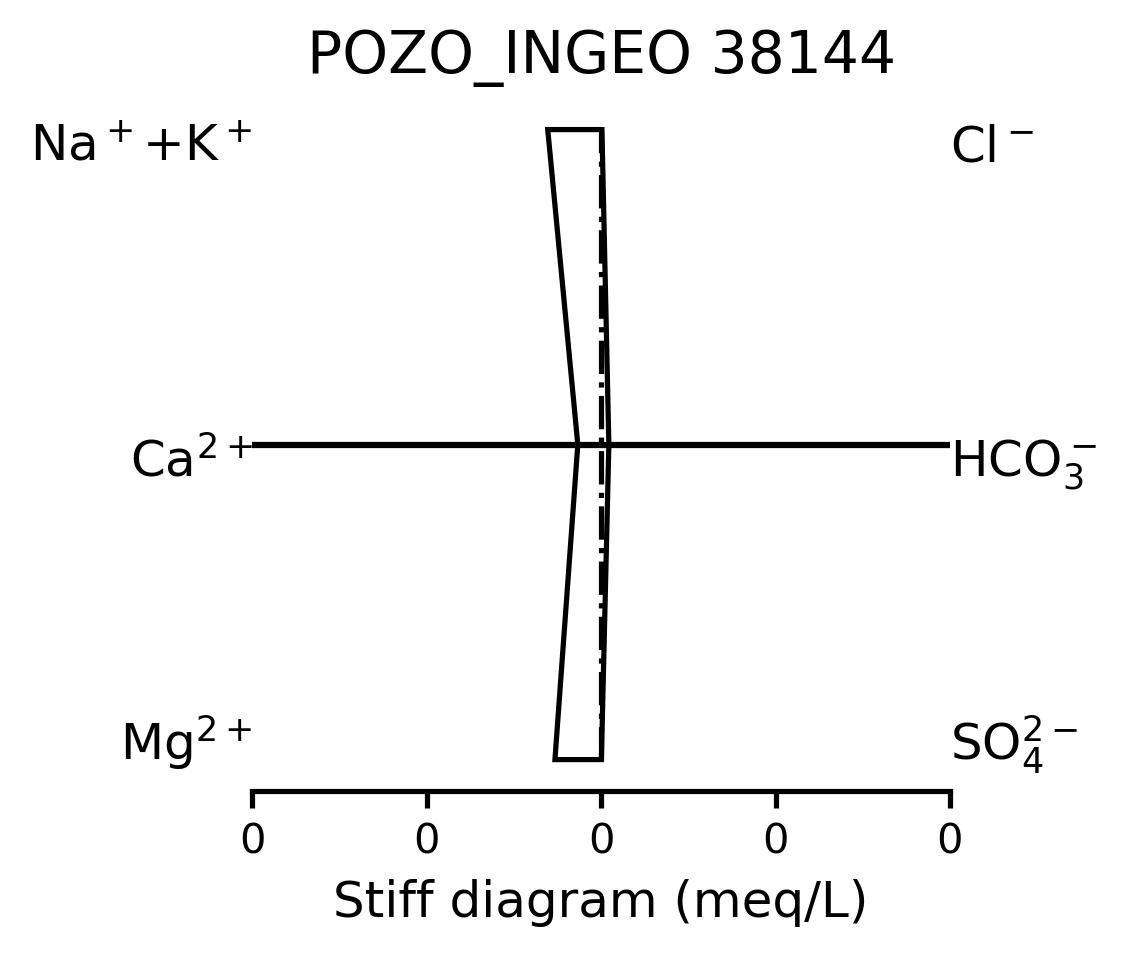 POZO_INGEO 38144
Na⁺+K⁺
Cl⁻
Ca²⁺
HCO₃⁻
Mg²⁺
SO₄²⁻
0 0 0 0 0
Stiff diagram (meq/L)